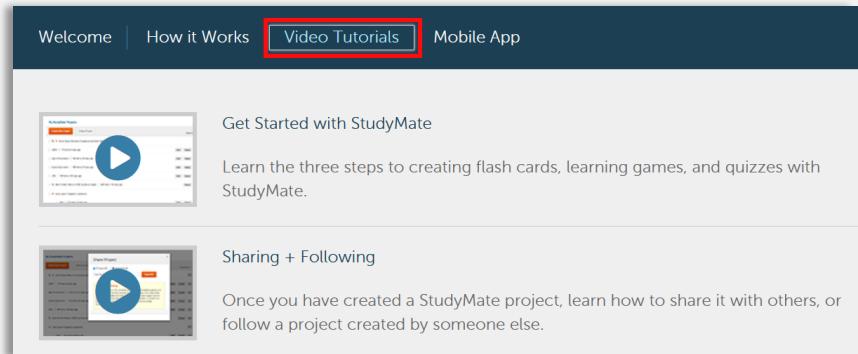 Welcome How it Works Video Tutorials Mobile App
Get Started with StudyMate
Learn the three steps to creating flash cards, learning games, and quizzes with
StudyMate.
Sharing + Following
Once you have created a StudyMate project, learn how to share it with others, or
follow a project created by someone else.